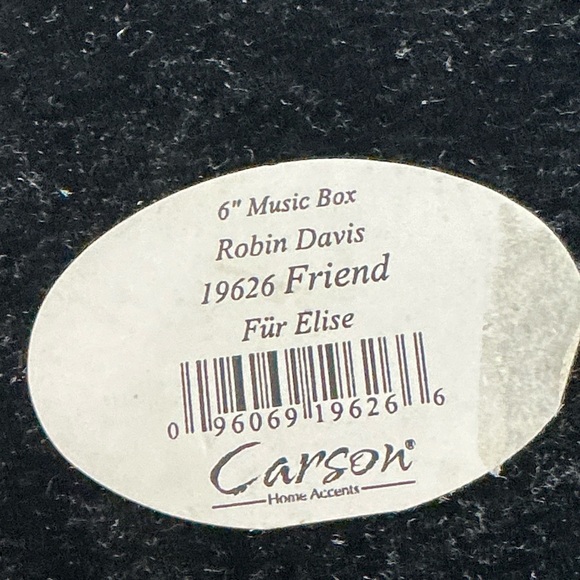 6" Music Box
Robin Davis
19626 Friend
Für Elise
0 96069 19626 6
Carson®
Home Accents